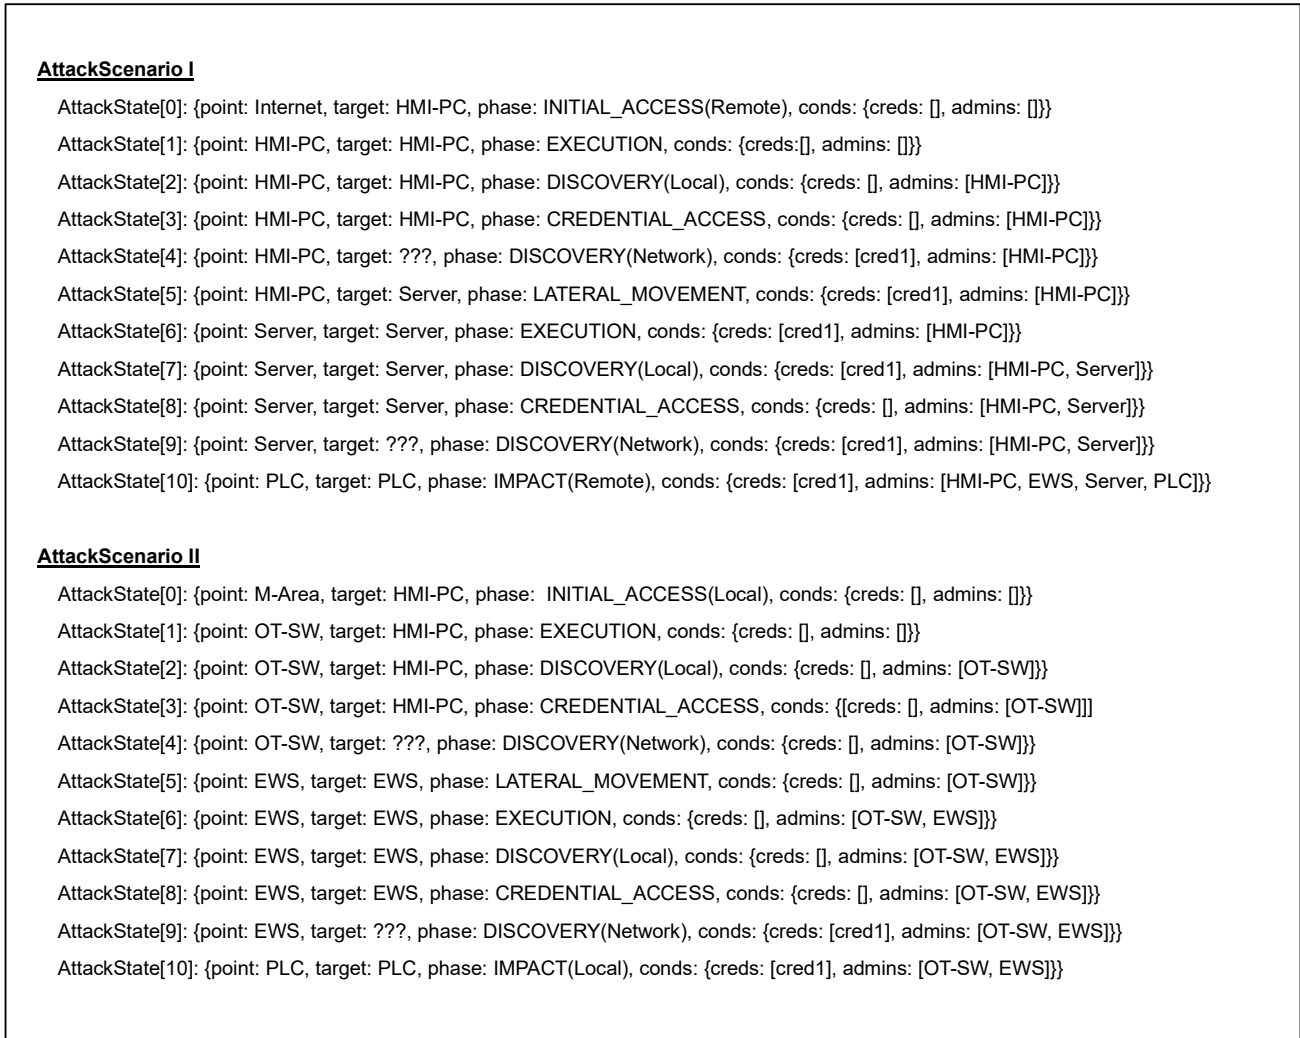 AttackScenario I
AttackState[0]: {point: Internet, target: HMI-PC, phase: INITIAL_ACCESS(Remote), conds: {creds: [], admins: []}}
AttackState[1]: {point: HMI-PC, target: HMI-PC, phase: EXECUTION, conds: {creds:[], admins: []}}
AttackState[2]: {point: HMI-PC, target: HMI-PC, phase: DISCOVERY(Local), conds: {creds: [], admins: [HMI-PC]}}
AttackState[3]: {point: HMI-PC, target: HMI-PC, phase: CREDENTIAL_ACCESS, conds: {creds: [], admins: [HMI-PC]}}
AttackState[4]: {point: HMI-PC, target: ???, phase: DISCOVERY(Network), conds: {creds: [cred1], admins: [HMI-PC]}}
AttackState[5]: {point: HMI-PC, target: Server, phase: LATERAL_MOVEMENT, conds: {creds: [cred1], admins: [HMI-PC]}}
AttackState[6]: {point: Server, target: Server, phase: EXECUTION, conds: {creds: [cred1], admins: [HMI-PC]}}
AttackState[7]: {point: Server, target: Server, phase: DISCOVERY(Local), conds: {creds: [cred1], admins: [HMI-PC, Server]}}
AttackState[8]: {point: Server, target: Server, phase: CREDENTIAL_ACCESS, conds: {creds: [], admins: [HMI-PC, Server]}}
AttackState[9]: {point: Server, target: ???, phase: DISCOVERY(Network), conds: {creds: [cred1], admins: [HMI-PC, Server]}}
AttackState[10]: {point: PLC, target: PLC, phase: IMPACT(Remote), conds: {creds: [cred1], admins: [HMI-PC, EWS, Server, PLC]}}
AttackScenario II
AttackState[0]: {point: M-Area, target: HMI-PC, phase:  INITIAL_ACCESS(Local), conds: {creds: [], admins: []}}
AttackState[1]: {point: OT-SW, target: HMI-PC, phase: EXECUTION, conds: {creds: [], admins: []}}
AttackState[2]: {point: OT-SW, target: HMI-PC, phase: DISCOVERY(Local), conds: {creds: [], admins: [OT-SW]}}
AttackState[3]: {point: OT-SW, target: HMI-PC, phase: CREDENTIAL_ACCESS, conds: {[creds: [], admins: [OT-SW]]]
AttackState[4]: {point: OT-SW, target: ???, phase: DISCOVERY(Network), conds: {creds: [], admins: [OT-SW]}}
AttackState[5]: {point: EWS, target: EWS, phase: LATERAL_MOVEMENT, conds: {creds: [], admins: [OT-SW]}}
AttackState[6]: {point: EWS, target: EWS, phase: EXECUTION, conds: {creds: [], admins: [OT-SW, EWS]}}
AttackState[7]: {point: EWS, target: EWS, phase: DISCOVERY(Local), conds: {creds: [], admins: [OT-SW, EWS]}}
AttackState[8]: {point: EWS, target: EWS, phase: CREDENTIAL_ACCESS, conds: {creds: [], admins: [OT-SW, EWS]}}
AttackState[9]: {point: EWS, target: ???, phase: DISCOVERY(Network), conds: {creds: [cred1], admins: [OT-SW, EWS]}}
AttackState[10]: {point: PLC, target: PLC, phase: IMPACT(Local), conds: {creds: [cred1], admins: [OT-SW, EWS]}}